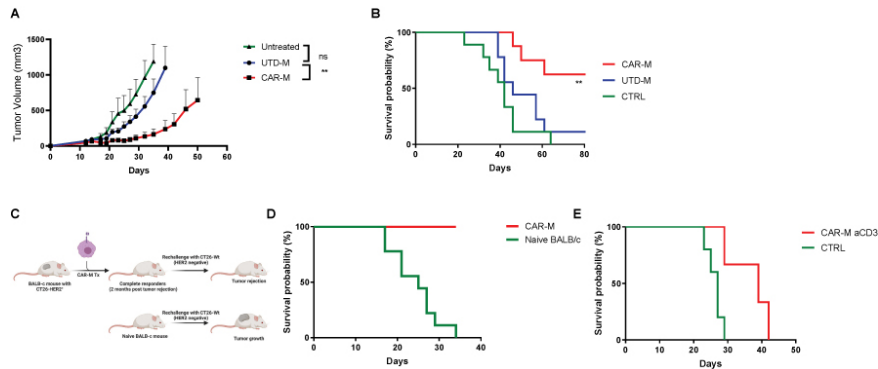 A
Tumor Volume (mm3)
1500
1000
500
0
0 10 20 30 40 50 60
Days
Untreated
UTD-M
CAR-M
ns
**
B
Survival probability (%)
100
50
0
0 20 40 60 80
Days
**
CAR-M
UTD-M
CTRL
C
CAR-M Tx
BALB-c mouse with
CT26-HER2+
Complete responders
(2 months post tumor rejection)
Rechallenge with CT26-Wt
(HER2 negative)
Tumor rejection
Naive BALB-c mouse
Rechallenge with CT26-Wt
(HER2 negative)
Tumor growth
D
Survival probability (%)
100
50
0
0 10 20 30 40
Days
CAR-M
Naive BALB/c
E
Survival probability (%)
100
50
0
0 10 20 30 40 50
Days
CAR-M aCD3
CTRL